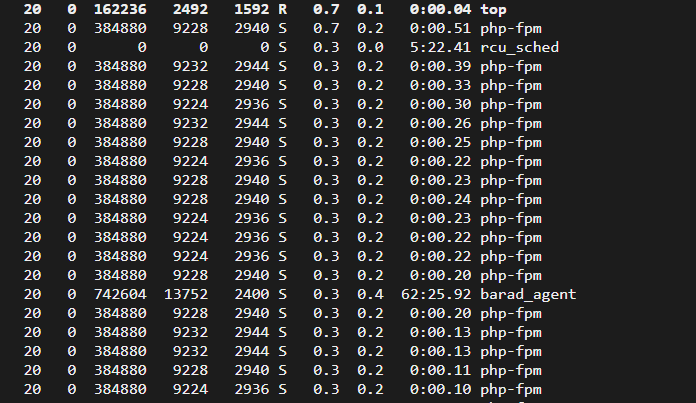 20 0 162236 2492 1592 R 0.7 0.1 0:00.04 top
20 0 384880 9228 2940 S 0.7 0.2 0:00.51 php-fpm
20 0 0 0 0 S 0.3 0.0 5:22.41 rcu_sched
20 0 384880 9232 2944 S 0.3 0.2 0:00.39 php-fpm
20 0 384880 9228 2940 S 0.3 0.2 0:00.33 php-fpm
20 0 384880 9224 2936 S 0.3 0.2 0:00.30 php-fpm
20 0 384880 9232 2944 S 0.3 0.2 0:00.26 php-fpm
20 0 384880 9228 2940 S 0.3 0.2 0:00.25 php-fpm
20 0 384880 9224 2936 S 0.3 0.2 0:00.22 php-fpm
20 0 384880 9228 2940 S 0.3 0.2 0:00.23 php-fpm
20 0 384880 9228 2940 S 0.3 0.2 0:00.24 php-fpm
20 0 384880 9224 2936 S 0.3 0.2 0:00.23 php-fpm
20 0 384880 9224 2936 S 0.3 0.2 0:00.22 php-fpm
20 0 384880 9224 2936 S 0.3 0.2 0:00.22 php-fpm
20 0 384880 9228 2940 S 0.3 0.2 0:00.20 php-fpm
20 0 742604 13752 2400 S 0.3 0.4 62:25.92 barad_agent
20 0 384880 9228 2940 S 0.3 0.2 0:00.20 php-fpm
20 0 384880 9232 2944 S 0.3 0.2 0:00.13 php-fpm
20 0 384880 9232 2944 S 0.3 0.2 0:00.13 php-fpm
20 0 384880 9228 2940 S 0.3 0.2 0:00.11 php-fpm
20 0 384880 9224 2936 S 0.3 0.2 0:00.10 php-fpm